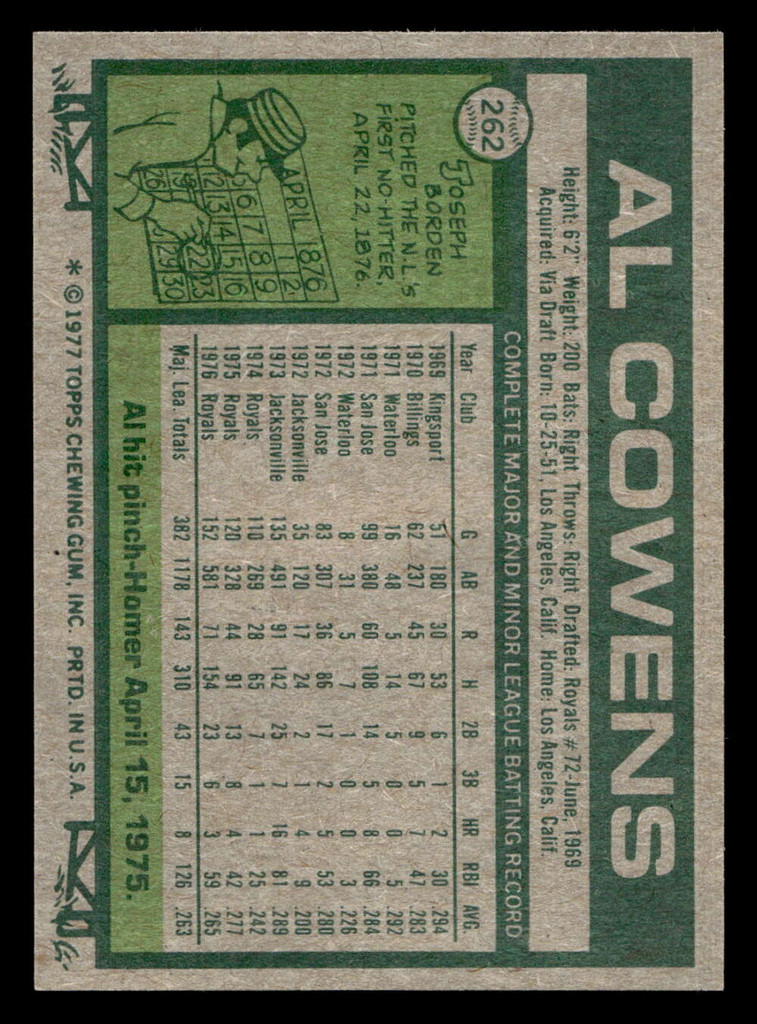 262
AL COWENS
Height: 6'2" Weight: 200 Bats: Right Throws: Right Drafted: Royals #72-June, 1969
Acquired: Via Draft Born: 10-25-51, Los Angeles, Calif. Home: Los Angeles, Calif.
JOSEPH
BORDEN
PITCHED THE N.L.'S
FIRST NO-HITTER,
APRIL 22, 1876.
APRIL 1876
1 2
5 6 7 8 9
12 13 14 15 16
19 22 23
26 29 30
COMPLETE MAJOR AND MINOR LEAGUE BATTING RECORD
Year Club G AB R H 2B 3B HR RBI AVG.
1969 Kingsport 51 180 30 53 6 1 2 30 .294
1970 Billings 62 237 45 67 9 5 7 47 .283
1971 Waterloo 16 48 5 14 5 0 0 5 .292
1971 San Jose 99 380 60 108 14 5 8 66 .284
1972 Waterloo 8 31 5 7 1 0 0 3 .226
1972 San Jose 83 307 36 86 17 2 5 53 .280
1972 Jacksonville 35 120 17 24 2 1 4 9 .200
1973 Jacksonville 135 491 91 142 25 7 16 81 .289
1974 Royals 110 269 28 65 7 1 1 25 .242
1975 Royals 120 328 44 91 13 8 4 42 .277
1976 Royals 152 581 71 154 23 6 3 59 .265
Maj. Lea. Totals 382 1178 143 310 43 15 8 126 .263
Al hit pinch-Homer April 15, 1975.
* © 1977 TOPPS CHEWING GUM, INC. PRTD. IN U.S.A.